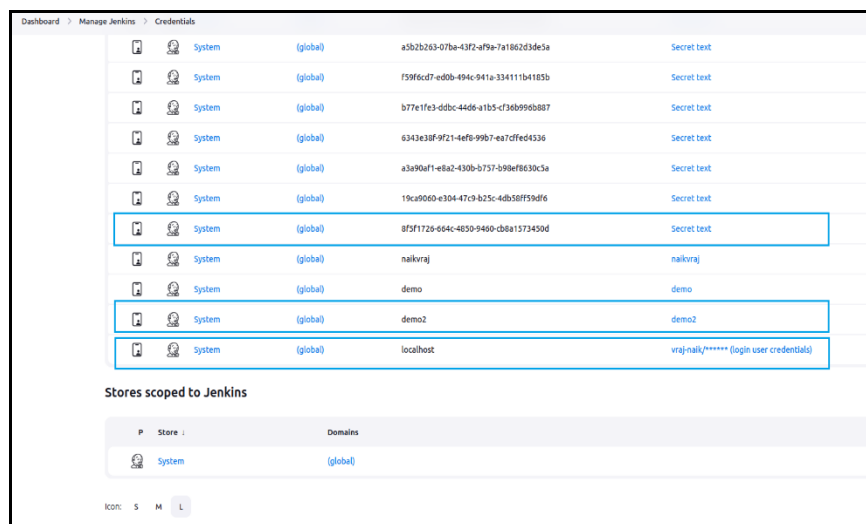 Dashboard > Manage Jenkins > Credentials
System (global) a5b2b263-07ba-43f2-af9a-7a1862d3de5a Secret text
System (global) f59f6cd7-ed0b-494c-941a-334111b4185b Secret text
System (global) b77e1fe3-ddbc-44d6-a1b5-cf36b996b887 Secret text
System (global) 6343e38f-9f21-4ef8-99b7-ea7cffed4536 Secret text
System (global) a3a90af1-e8a2-430b-b757-b98ef8630c5a Secret text
System (global) 19ca9060-e304-47c9-b25c-4db58ff59df6 Secret text
System (global) 8f5f1726-664c-4850-9460-cb8a1573450d Secret text
System (global) naikvraj naikvraj
System (global) demo demo
System (global) demo2 demo2
System (global) localhost vraj-naik/****** (login user credentials)
Stores scoped to Jenkins
P Store ↓ Domains
System (global)
Icon: S M L